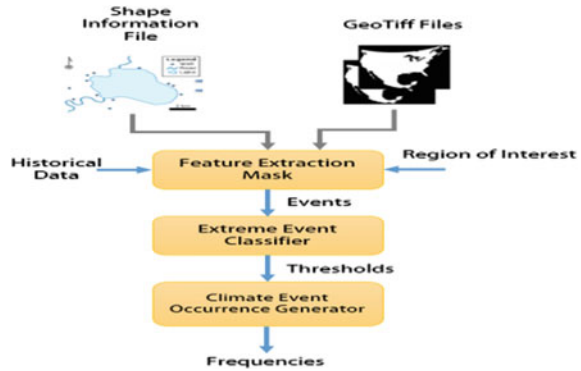 Shape
Information
File
GeoTiff Files
Legend
Historical
Data
Feature Extraction
Mask
Region of Interest
Events
Extreme Event
Classifier
Thresholds
Climate Event
Occurrence Generator
Frequencies